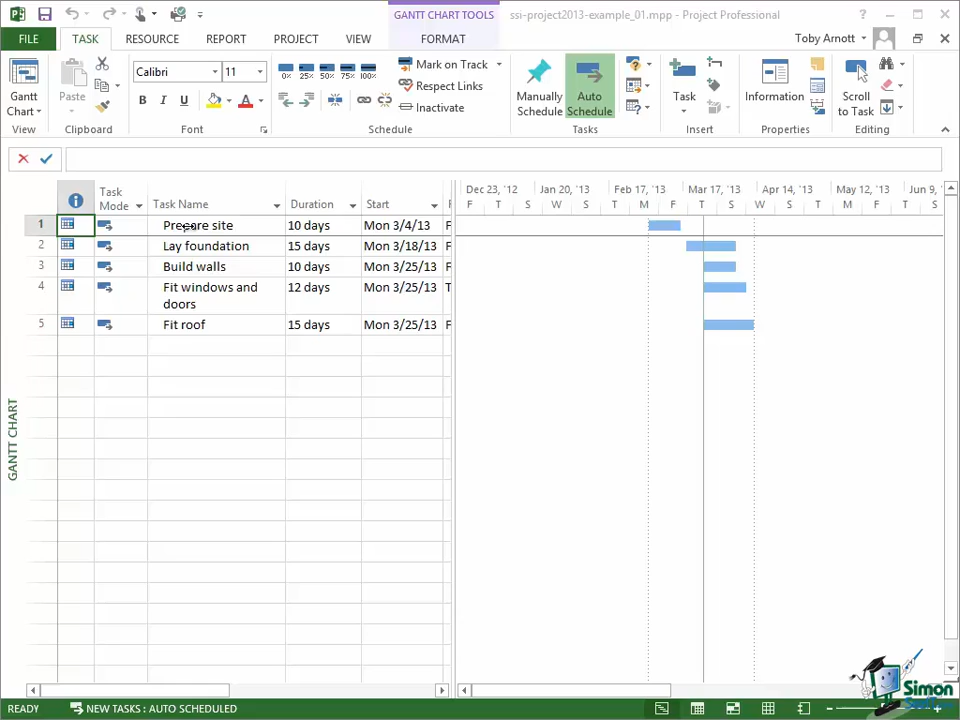 GANTT CHART TOOLS
ssi-project2013-example_01.mpp - Project Professional
FILE TASK RESOURCE REPORT PROJECT VIEW FORMAT Toby Arnott
Gantt Chart
View
Paste
Clipboard
Calibri 11
B I U A
Font
0% 25% 50% 75% 100%
Mark on Track
Respect Links
Inactivate
Schedule
Manually Schedule
Auto Schedule
Tasks
Task
Insert
Information
Properties
Scroll to Task
Editing
Task Mode Task Name Duration Start F
Dec 23, '12 Jan 20, '13 Feb 17, '13 Mar 17, '13 Apr 14, '13 May 12, '13 Jun 9, '
F T S W S M F T S W T S M F T S
1 Prepare site 10 days Mon 3/4/13 F
2 Lay foundation 15 days Mon 3/18/13 F
3 Build walls 10 days Mon 3/25/13 F
4 Fit windows and doors 12 days Mon 3/25/13 T
5 Fit roof 15 days Mon 3/25/13 F
GANTT CHART
READY NEW TASKS : AUTO SCHEDULED
Simon